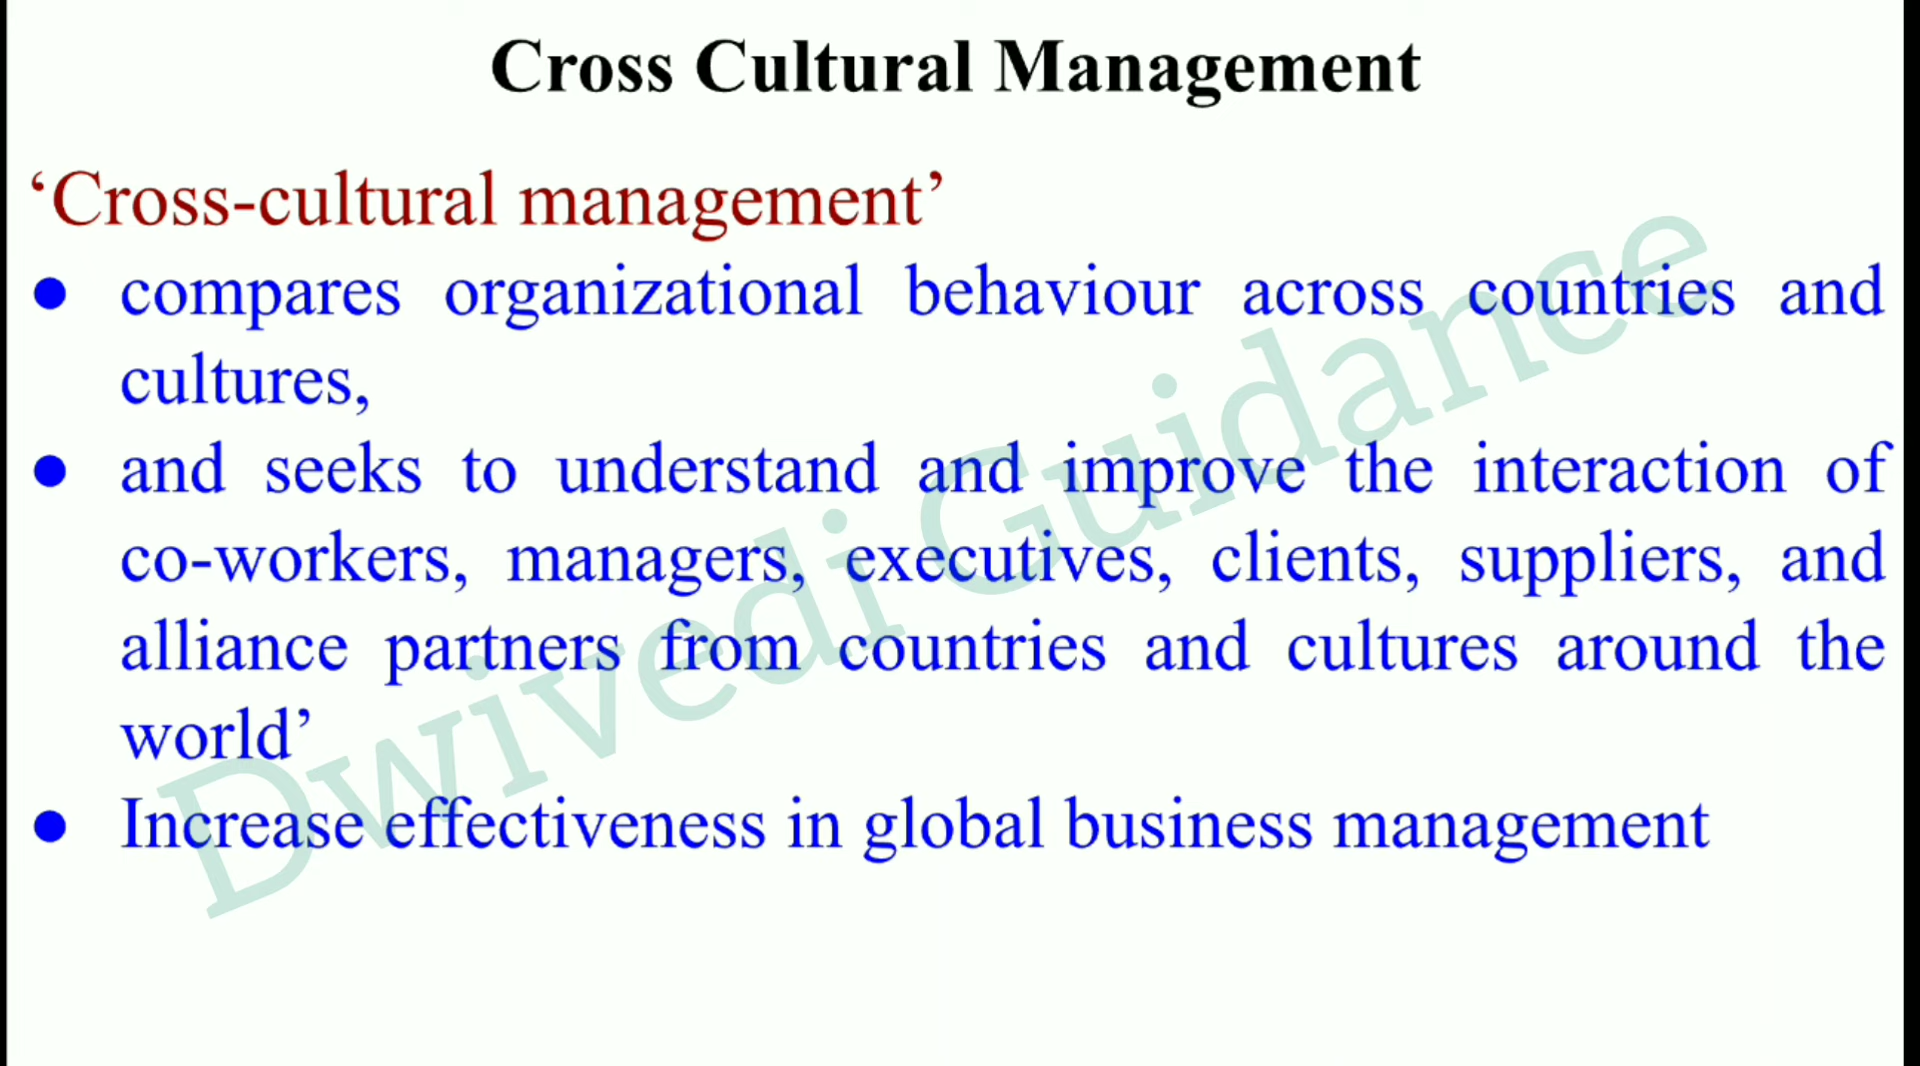 Cross Cultural Management
‘Cross-cultural management’
● compares organizational behaviour across countries and
cultures,
● and seeks to understand and improve the interaction of
co-workers, managers, executives, clients, suppliers, and
alliance partners from countries and cultures around the
world’
● Increase effectiveness in global business management
Dwivedi Guidance